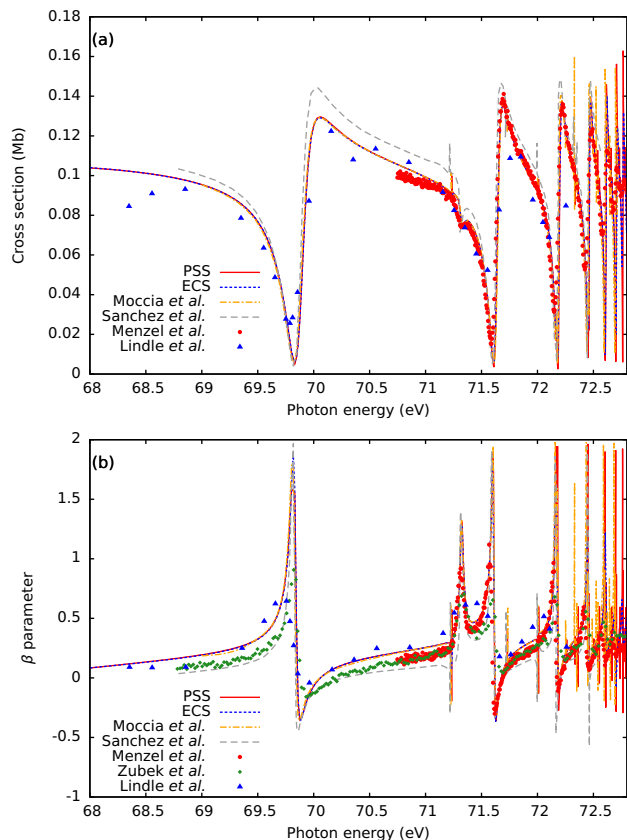 0.18
(a)
0.16
0.14
0.12
0.1
0.08
0.06
0.04
0.02
0
Cross section (Mb)
PSS
ECS
Moccia et al.
Sanchez et al.
Menzel et al.
Lindle et al.
68 68.5 69 69.5 70 70.5 71 71.5 72 72.5
Photon energy (eV)
2
(b)
1.5
1
0.5
0
-0.5
-1
β parameter
PSS
ECS
Moccia et al.
Sanchez et al.
Menzel et al.
Zubek et al.
Lindle et al.
68 68.5 69 69.5 70 70.5 71 71.5 72 72.5
Photon energy (eV)